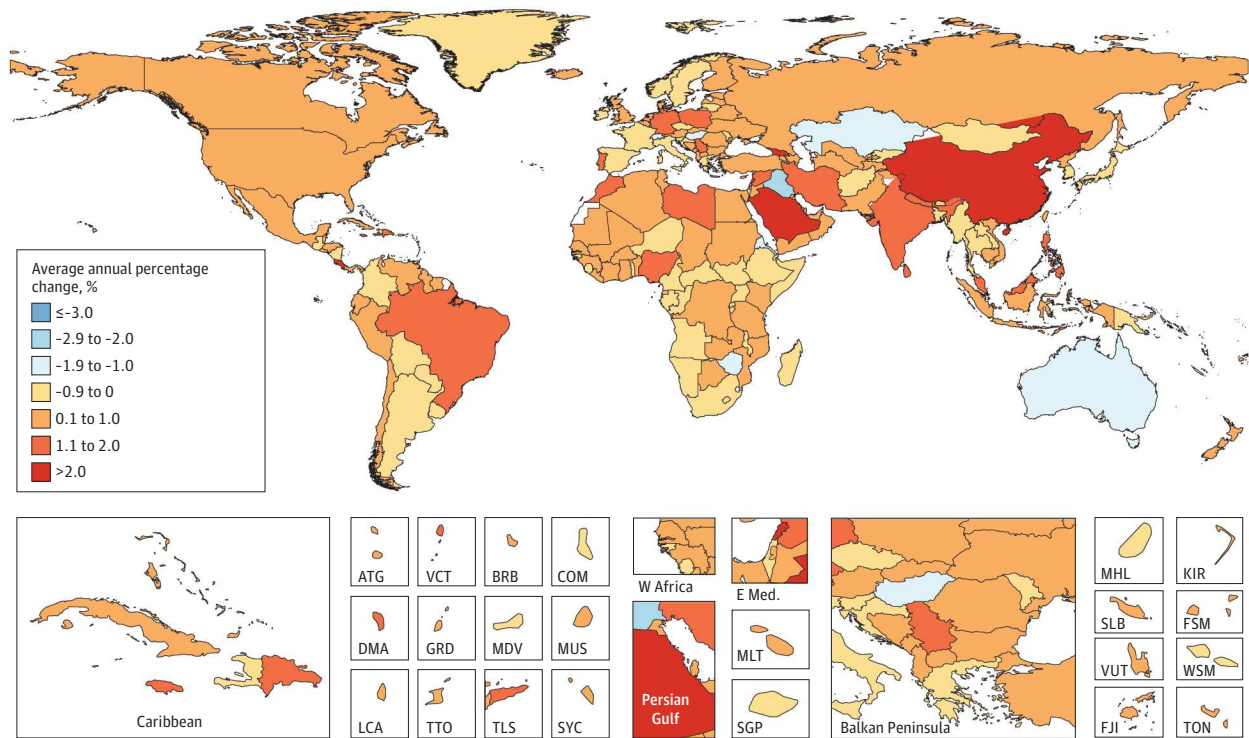 Average annual percentage
change, %
≤–3.0
–2.9 to –2.0
–1.9 to –1.0
–0.9 to 0
0.1 to 1.0
1.1 to 2.0
>2.0
Caribbean
ATG
VCT
BRB
COM
DMA
GRD
MDV
MUS
LCA
TTO
TLS
SYC
W Africa
E Med.
Persian
Gulf
MLT
SGP
Balkan Peninsula
MHL
KIR
SLB
FSM
VUT
WSM
FJI
TON